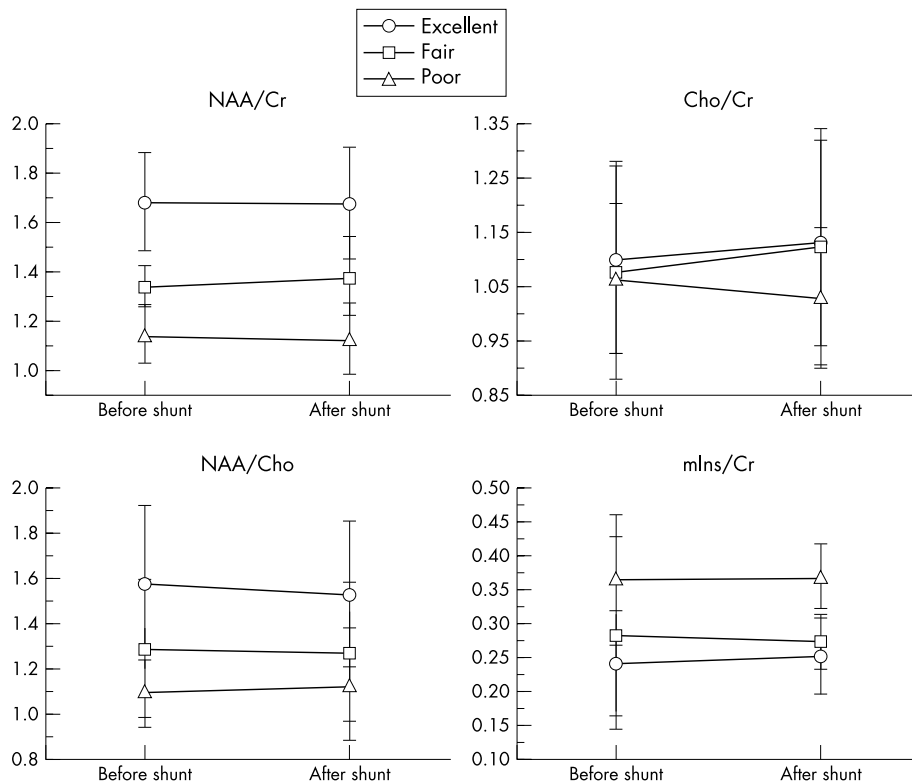 Excellent
Fair
Poor
NAA/Cr
2.0
1.8
1.6
1.4
1.2
1.0
Before shunt
After shunt
Cho/Cr
1.35
1.25
1.15
1.05
0.95
0.85
Before shunt
After shunt
NAA/Cho
2.0
1.8
1.6
1.4
1.2
1.0
0.8
Before shunt
After shunt
mIns/Cr
0.50
0.45
0.40
0.35
0.30
0.25
0.20
0.15
0.10
Before shunt
After shunt